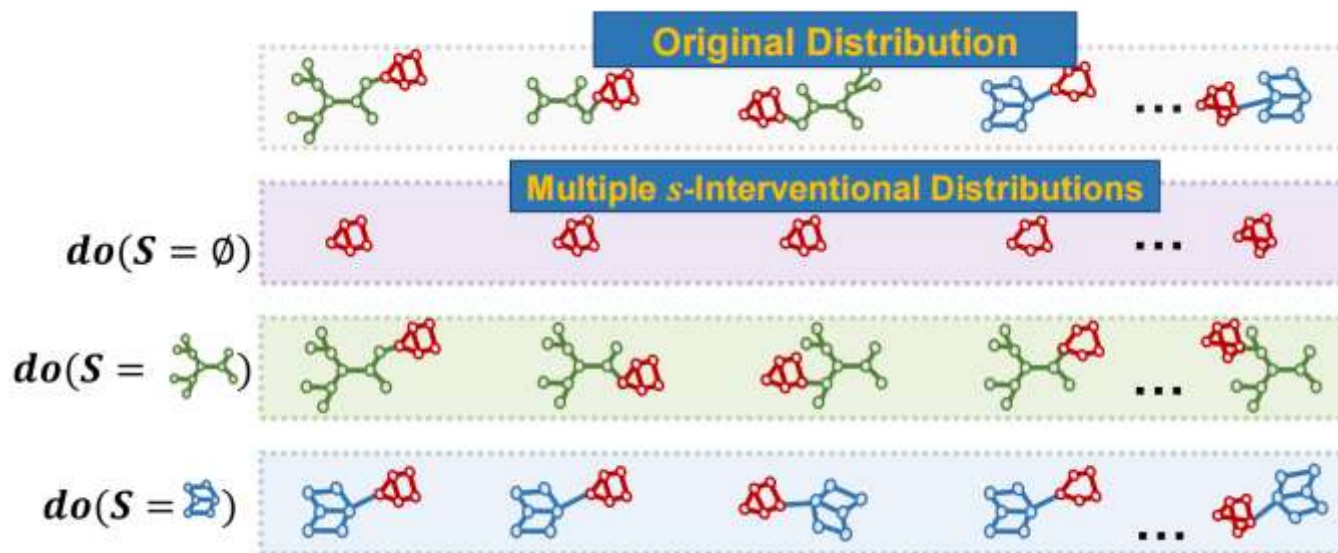 Original Distribution
...
Multiple s-Interventional Distributions
do(S = ∅)
...
do(S = )
...
do(S = )
...